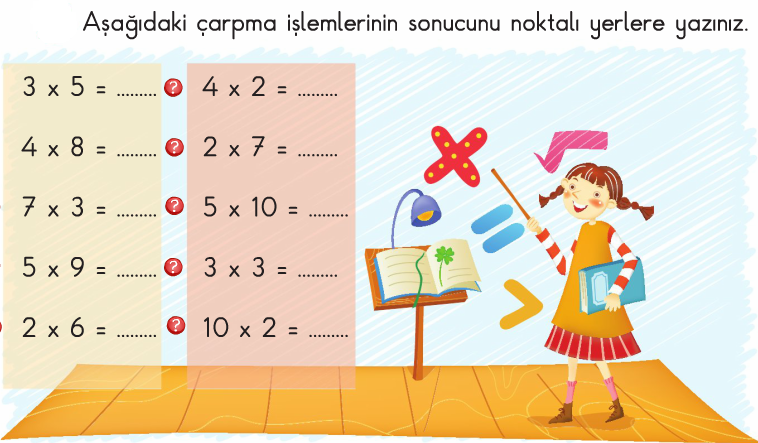 Aşağıdaki çarpma işlemlerinin sonucunu noktalı yerlere yazınız.
3 x 5 = ......... ? 4 x 2 = .........
4 x 8 = ......... ? 2 x 7 = .........
7 x 3 = ......... ? 5 x 10 = .........
5 x 9 = ......... ? 3 x 3 = .........
2 x 6 = ......... ? 10 x 2 = .........